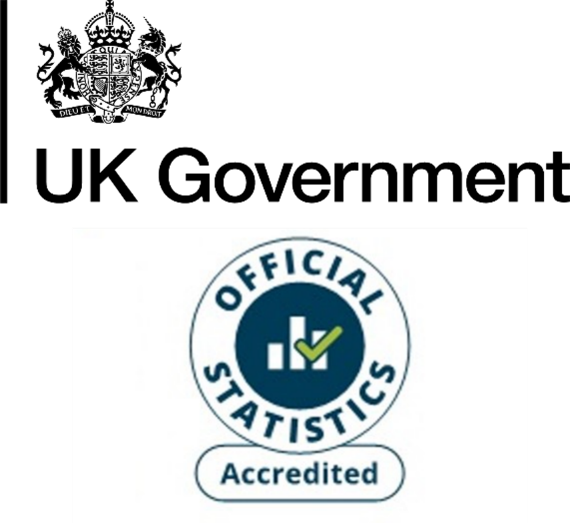 DIEU ET
MON DROIT
UK Government
OFFICIAL
STATISTICS
Accredited